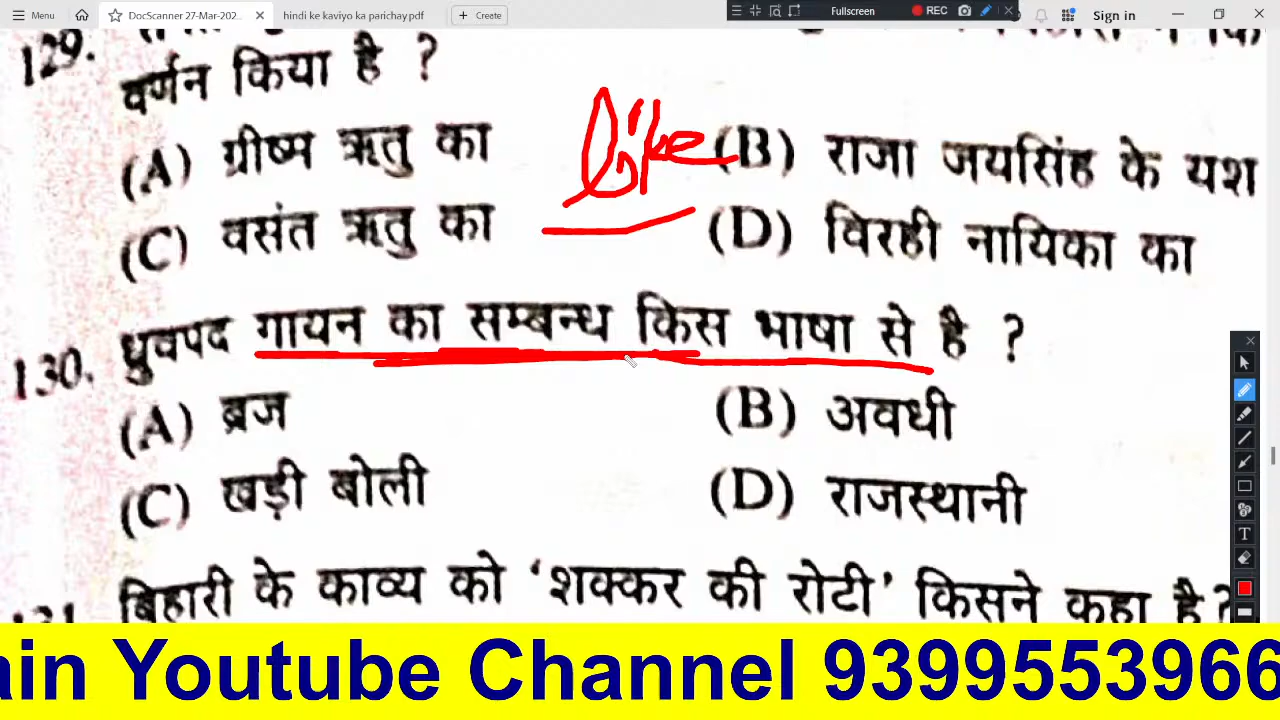 Menu DocScanner 27-Mar-202... hindi ke kaviyo ka parichay.pdf + Create Fullscreen REC Sign in
129.
वर्णन किया है ?
(A) ग्रीष्म ऋतु का (B) राजा जयसिंह के यश
like
(C) वसंत ऋतु का (D) विरही नायिका का
130. ध्रुवपद गायन का सम्बन्ध किस भाषा से है ?
(A) ब्रज (B) अवधी
(C) खड़ी बोली (D) राजस्थानी
बिहारी के काव्य को ‘शक्कर की रोटी’ किसने कहा है?
ain Youtube Channel 9399553966